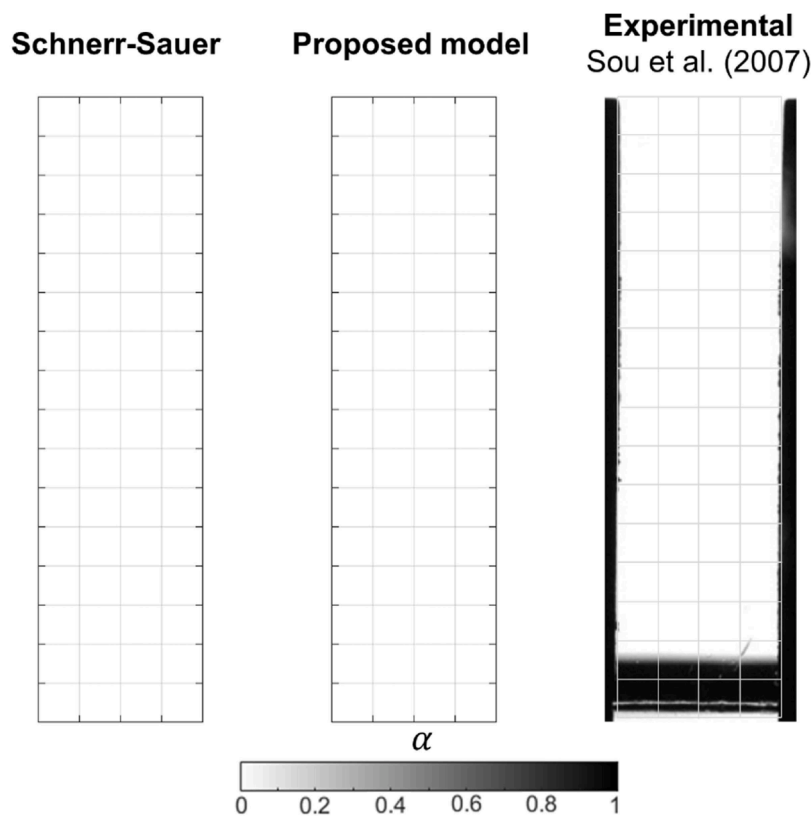 Schnerr-Sauer
Proposed model
Experimental
Sou et al. (2007)
α
0 0.2 0.4 0.6 0.8 1